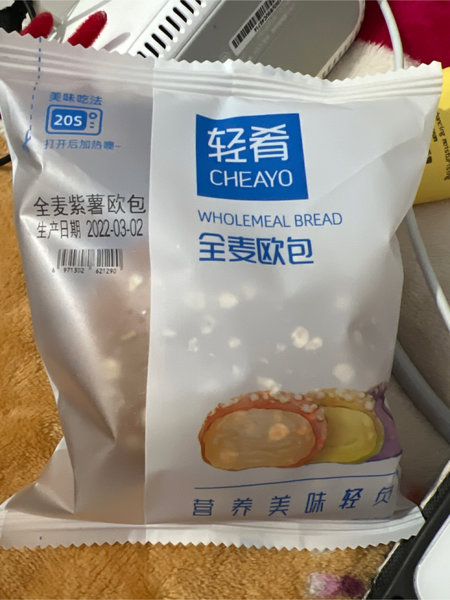 美味吃法
20S
打开后加热噢~
轻肴
CHEAYO
WHOLEMEAL BREAD
全麦欧包
全麦紫薯欧包
生产日期 2022-03-02
6 971302 621290
营养美味轻负